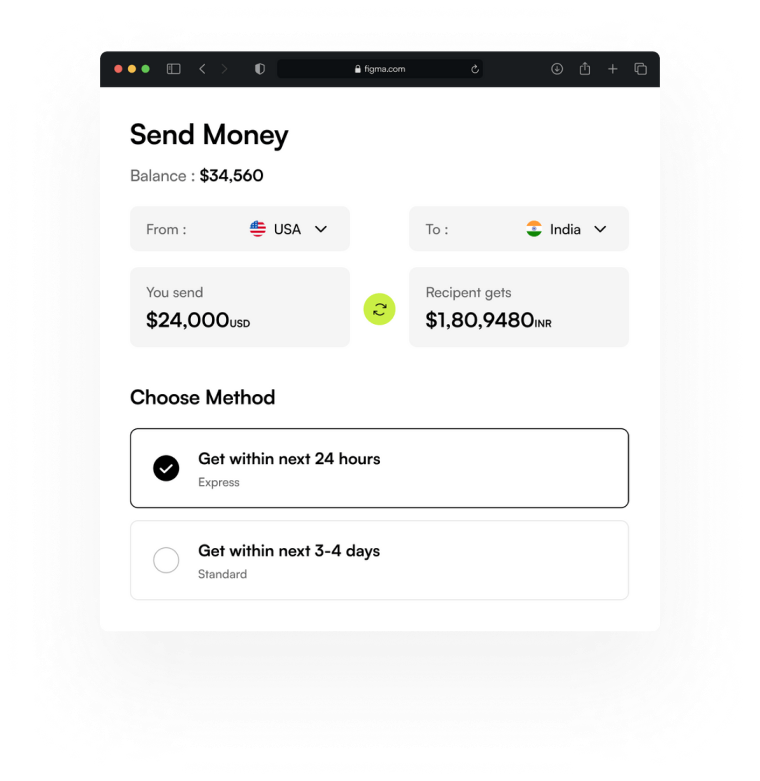 figma.com
Send Money
Balance : $34,560
From : USA
To : India
You send
$24,000USD
Recipent gets
$1,80,9480INR
Choose Method
Get within next 24 hours
Express
Get within next 3-4 days
Standard